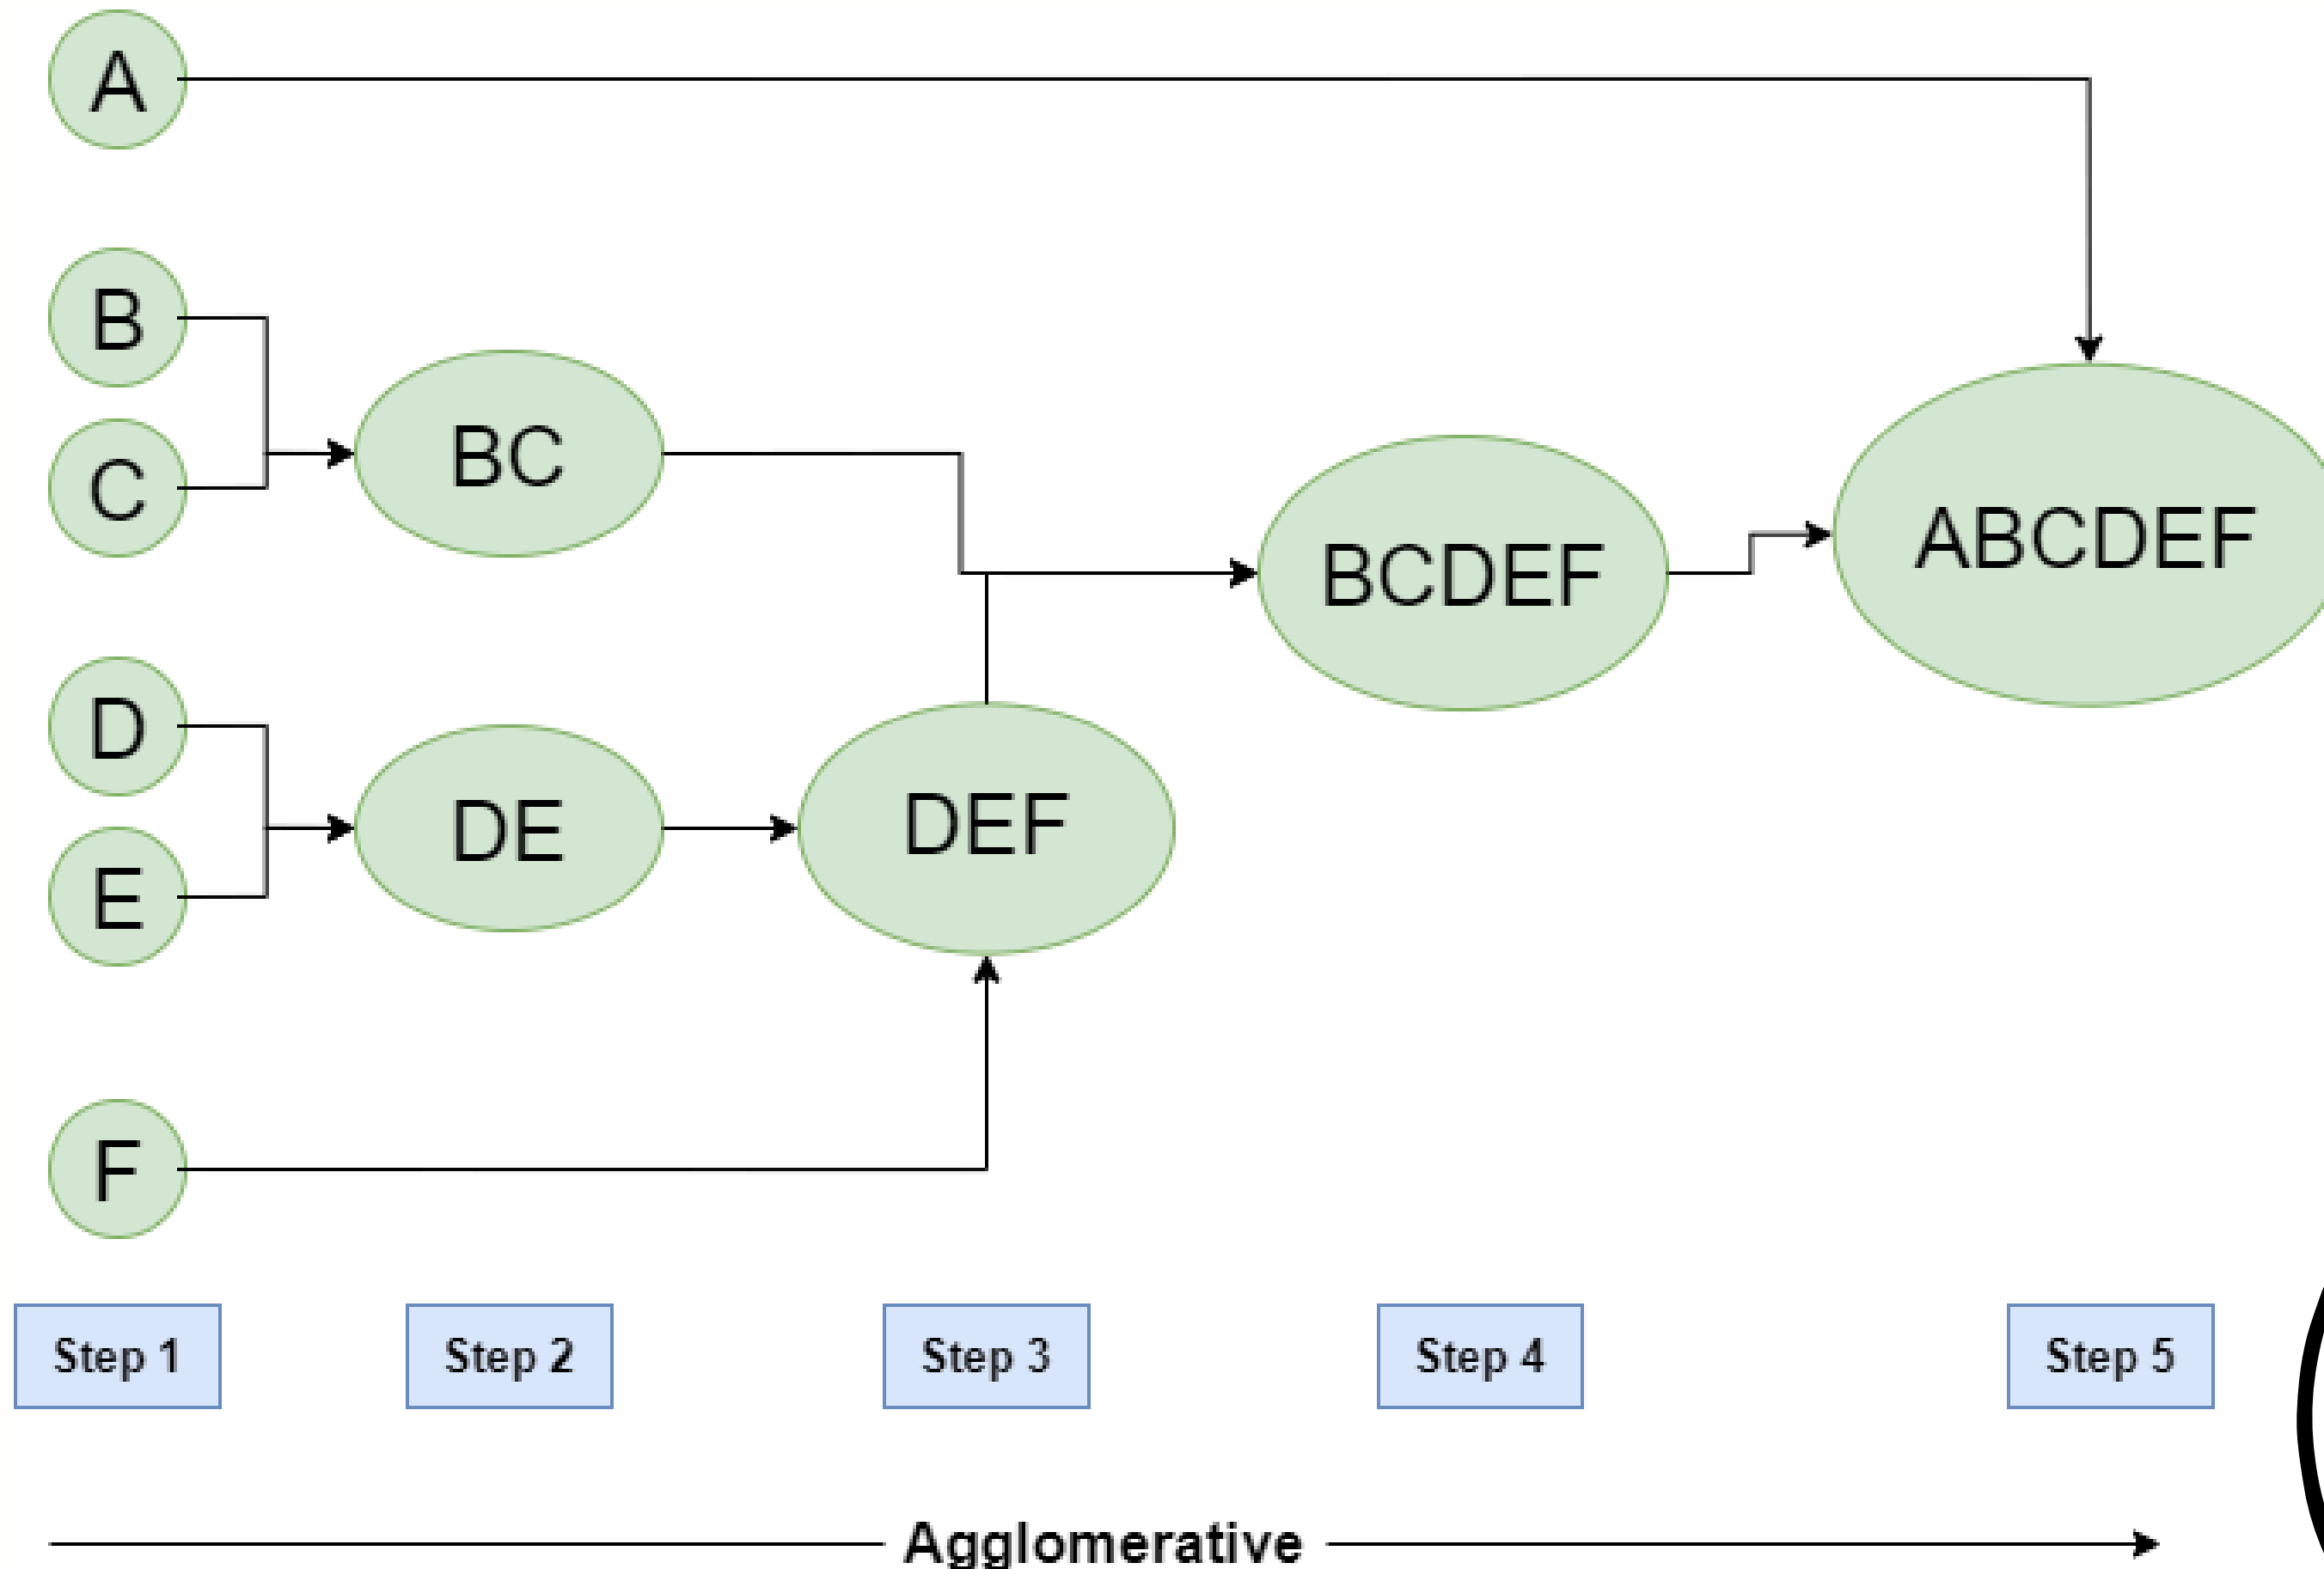 A
B
C
BC
BCDEF
ABCDEF
D
E
DE
DEF
F
Step 1
Step 2
Step 3
Step 4
Step 5
Agglomerative